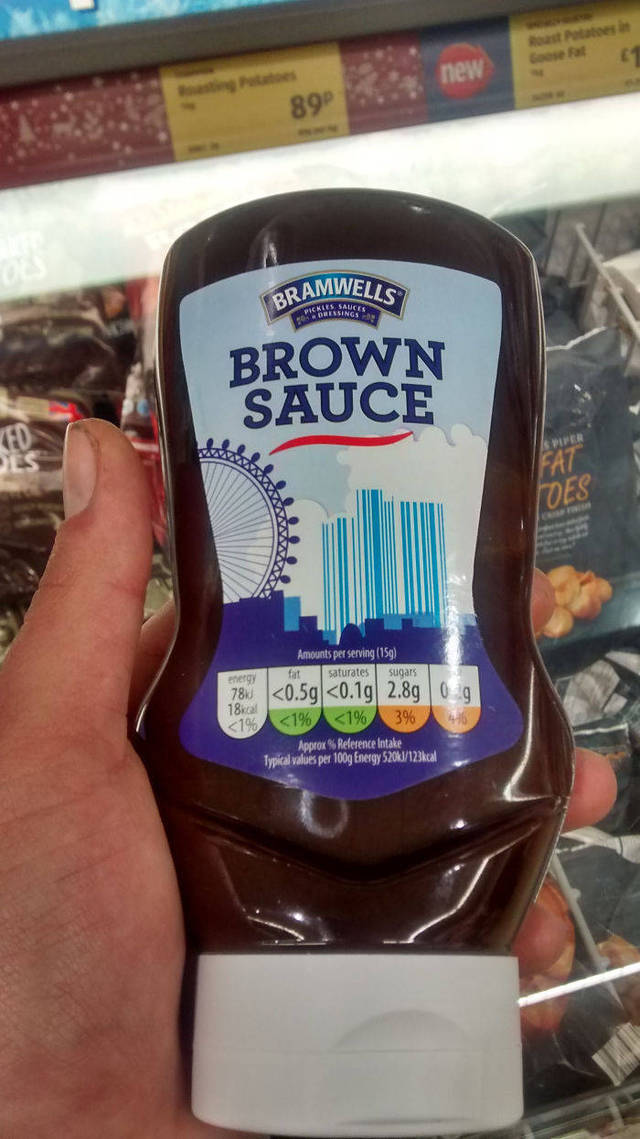 Roasting Potatoes
89P
new
Roast Potatoes in
Goose Fat
£1
BRAMWELLS
PICKLES, SAUCES
& DRESSINGS
BROWN
SAUCE
Amounts per serving (15g)
energy
78kJ
18kcal
<1%
fat
<0.5g
<1%
saturates
<0.1g
<1%
sugars
2.8g
3%
4%
Approx % Reference Intake
Typical values per 100g Energy 520kJ/123kcal
PIPER
FAT
TOES